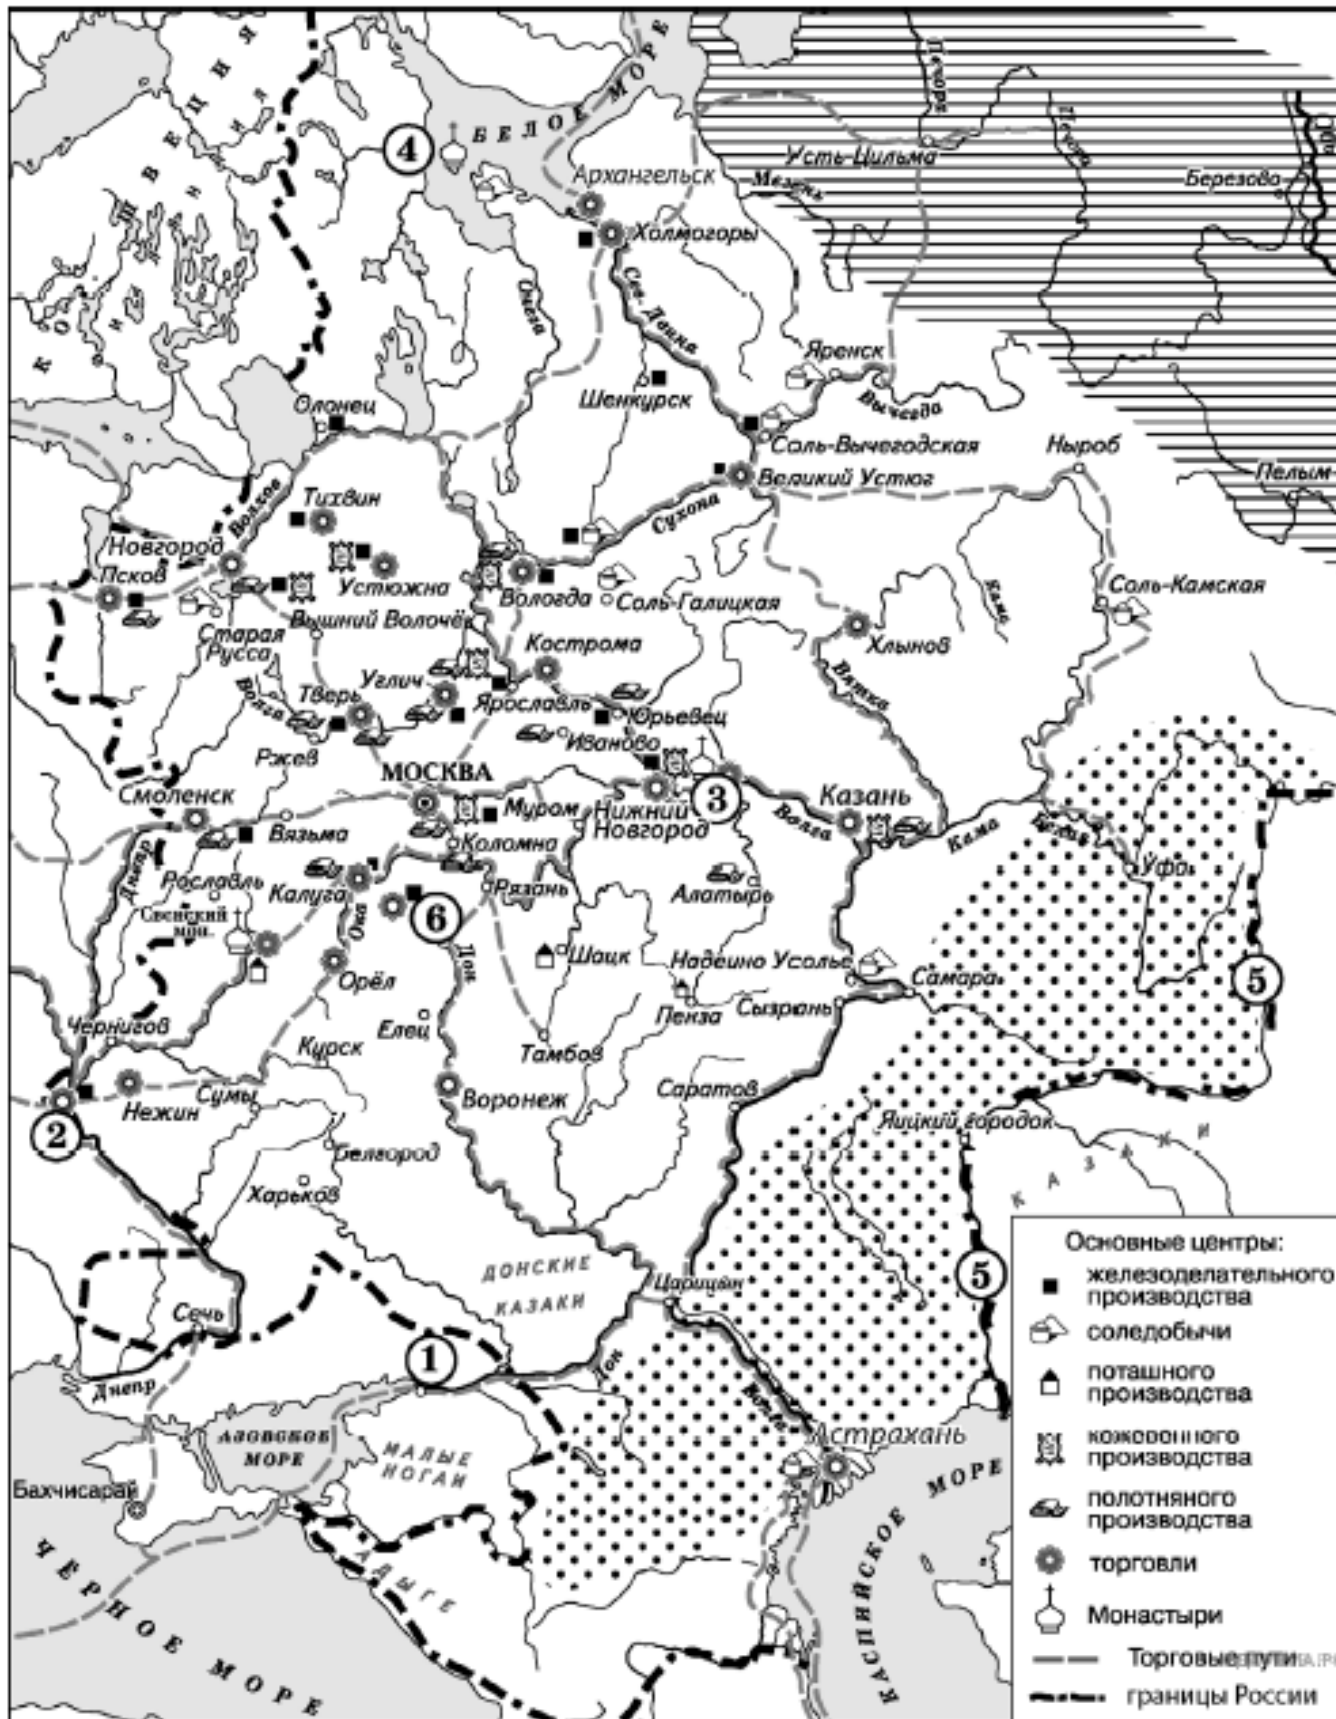 БЕЛОЕ МОРЕ
ШВЕЦИЯ
4
Архангельск
Холмогоры
Печора
Усть-Цильма
Мезень
Березово
Обь
Онега
Сев. Двина
Яренск
Вычегда
Шенкурск
Олонец
Соль-Вычегодская
Великий Устюг
Ныроб
Пелым
Волхов
Тихвин
Сухона
Новгород
Псков
Устюжна
Вологда
Соль-Галицкая
Кама
Соль-Камская
Старая
Русса
Вышний Волочёк
Кострома
Хлынов
Вятка
Волга
Тверь
Углич
Ярославль
Юрьевец
Иваново
Ржев
МОСКВА
Смоленск
Вязьма
Муром
Нижний
Новгород
3
Волга
Казань
Кама
Белая
Уфа
Днепр
Коломна
Рославль
Калуга
Рязань
Алатырь
Свенский
мон.
Ока
6
Дон
Шацк
Надеино Усолье
Самара
5
Орёл
Елец
Пенза
Сызрань
Чернигов
Курск
Тамбов
Нежин
Сумы
Воронеж
Саратов
2
Яицкий городок
Белгород
Харьков
КАЗАКИ
ДОНСКИЕ
КАЗАКИ
Царицын
5
Сечь
1
Дон
Днепр
Волга
Астрахань
АЗОВСКОЕ
МОРЕ
МАЛЫЕ
НОГАИ
Бахчисарай
АДЫГЕ
ЧЁРНОЕ МОРЕ
КАСПИЙСКОЕ МОРЕ
Основные центры:
железоделательного
производства
соледобычи
поташного
производства
кожевенного
производства
полотняного
производства
торговли
Монастыри
Торговые пути
границы России